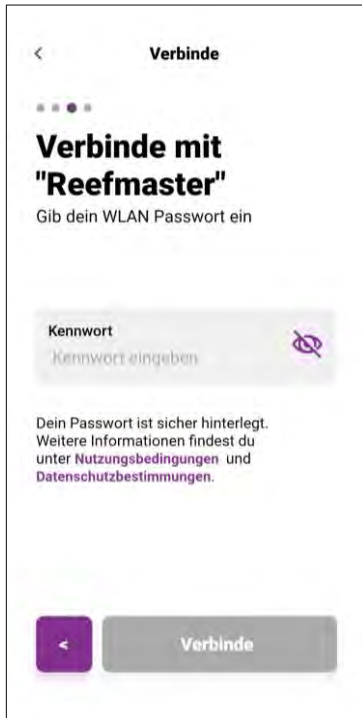 < Verbinde
Verbinde mit
"Reefmaster"
Gib dein WLAN Passwort ein
Kennwort
Kennwort eingeben
Dein Passwort ist sicher hinterlegt.
Weitere Informationen findest du
unter Nutzungsbedingungen und
Datenschutzbestimmungen.
< Verbinde